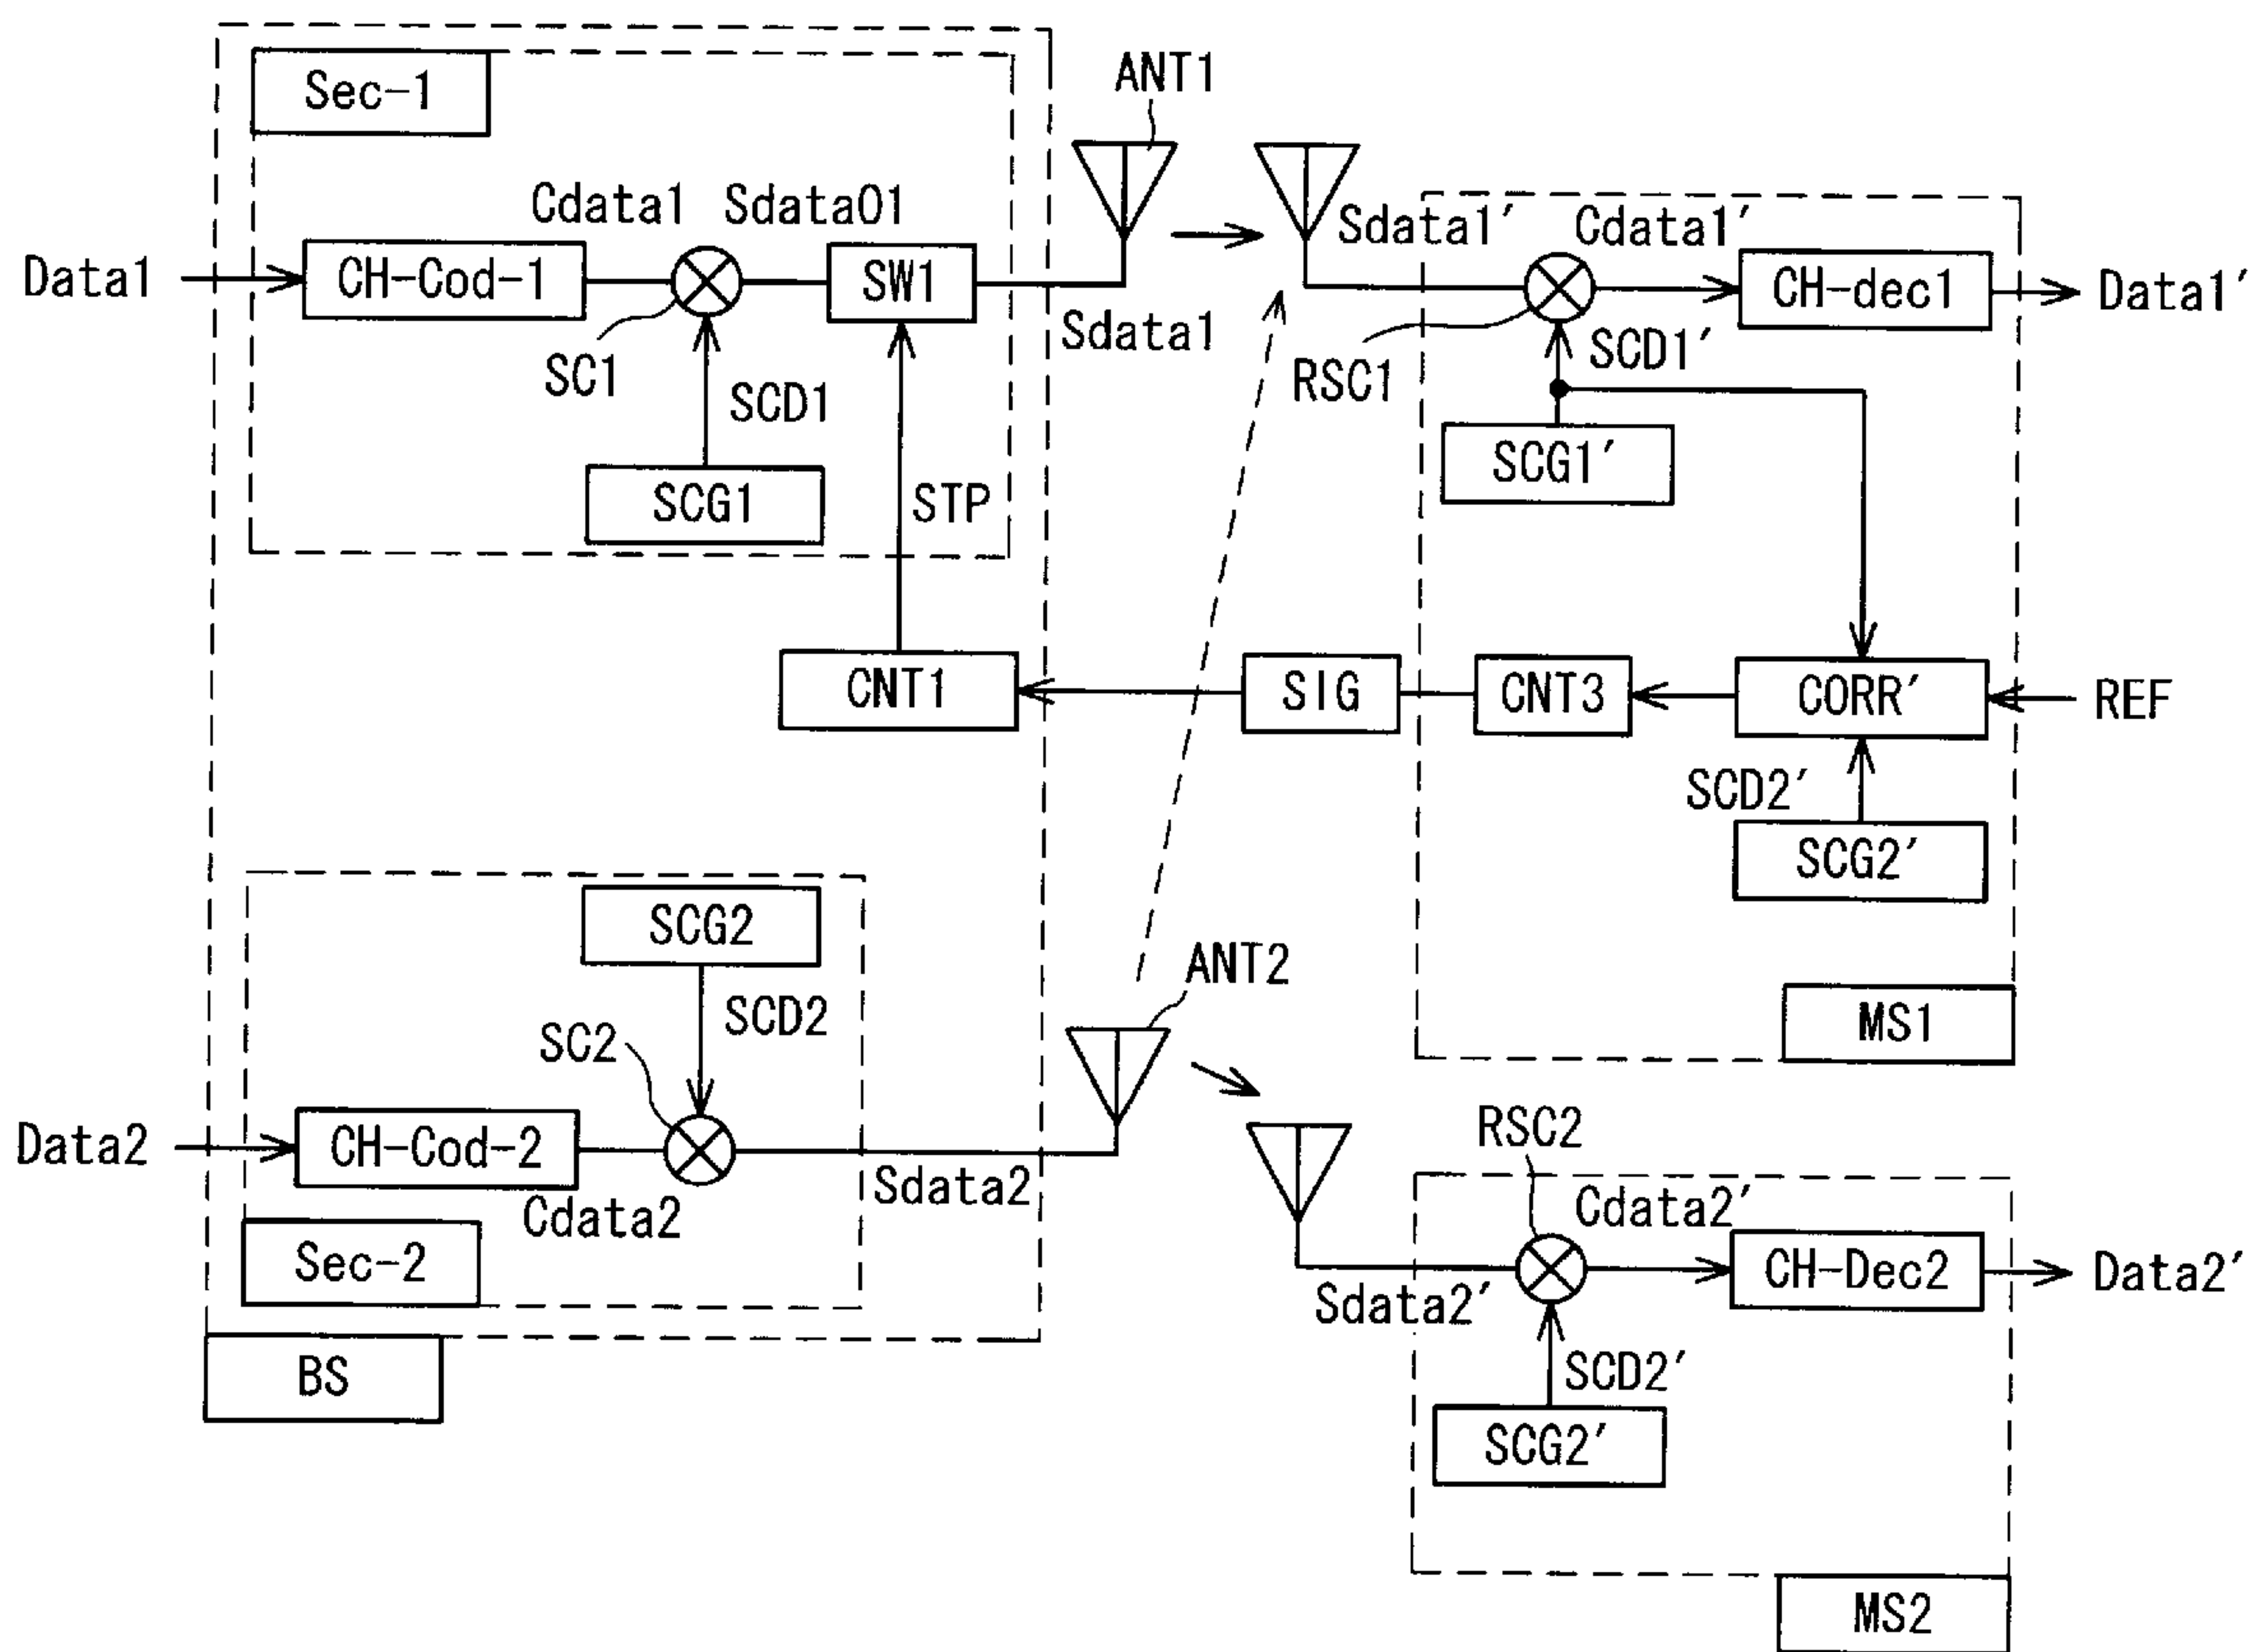 Sec-1
ANT1
Cdata1
Sdata01
Sdata1′
Cdata1′
Data1
CH-Cod-1
SW1
CH-dec1
Data1′
Sdata1
SC1
SCD1
RSC1
SCD1′
SCG1
STP
SCG1′
CNT1
SIG
CNT3
CORR′
REF
SCD2′
SCG2′
SCG2
ANT2
SC2
SCD2
MS1
Data2
CH-Cod-2
Cdata2
Sdata2
RSC2
Cdata2′
Sec-2
CH-Dec2
Data2′
Sdata2′
BS
SCD2′
SCG2′
MS2